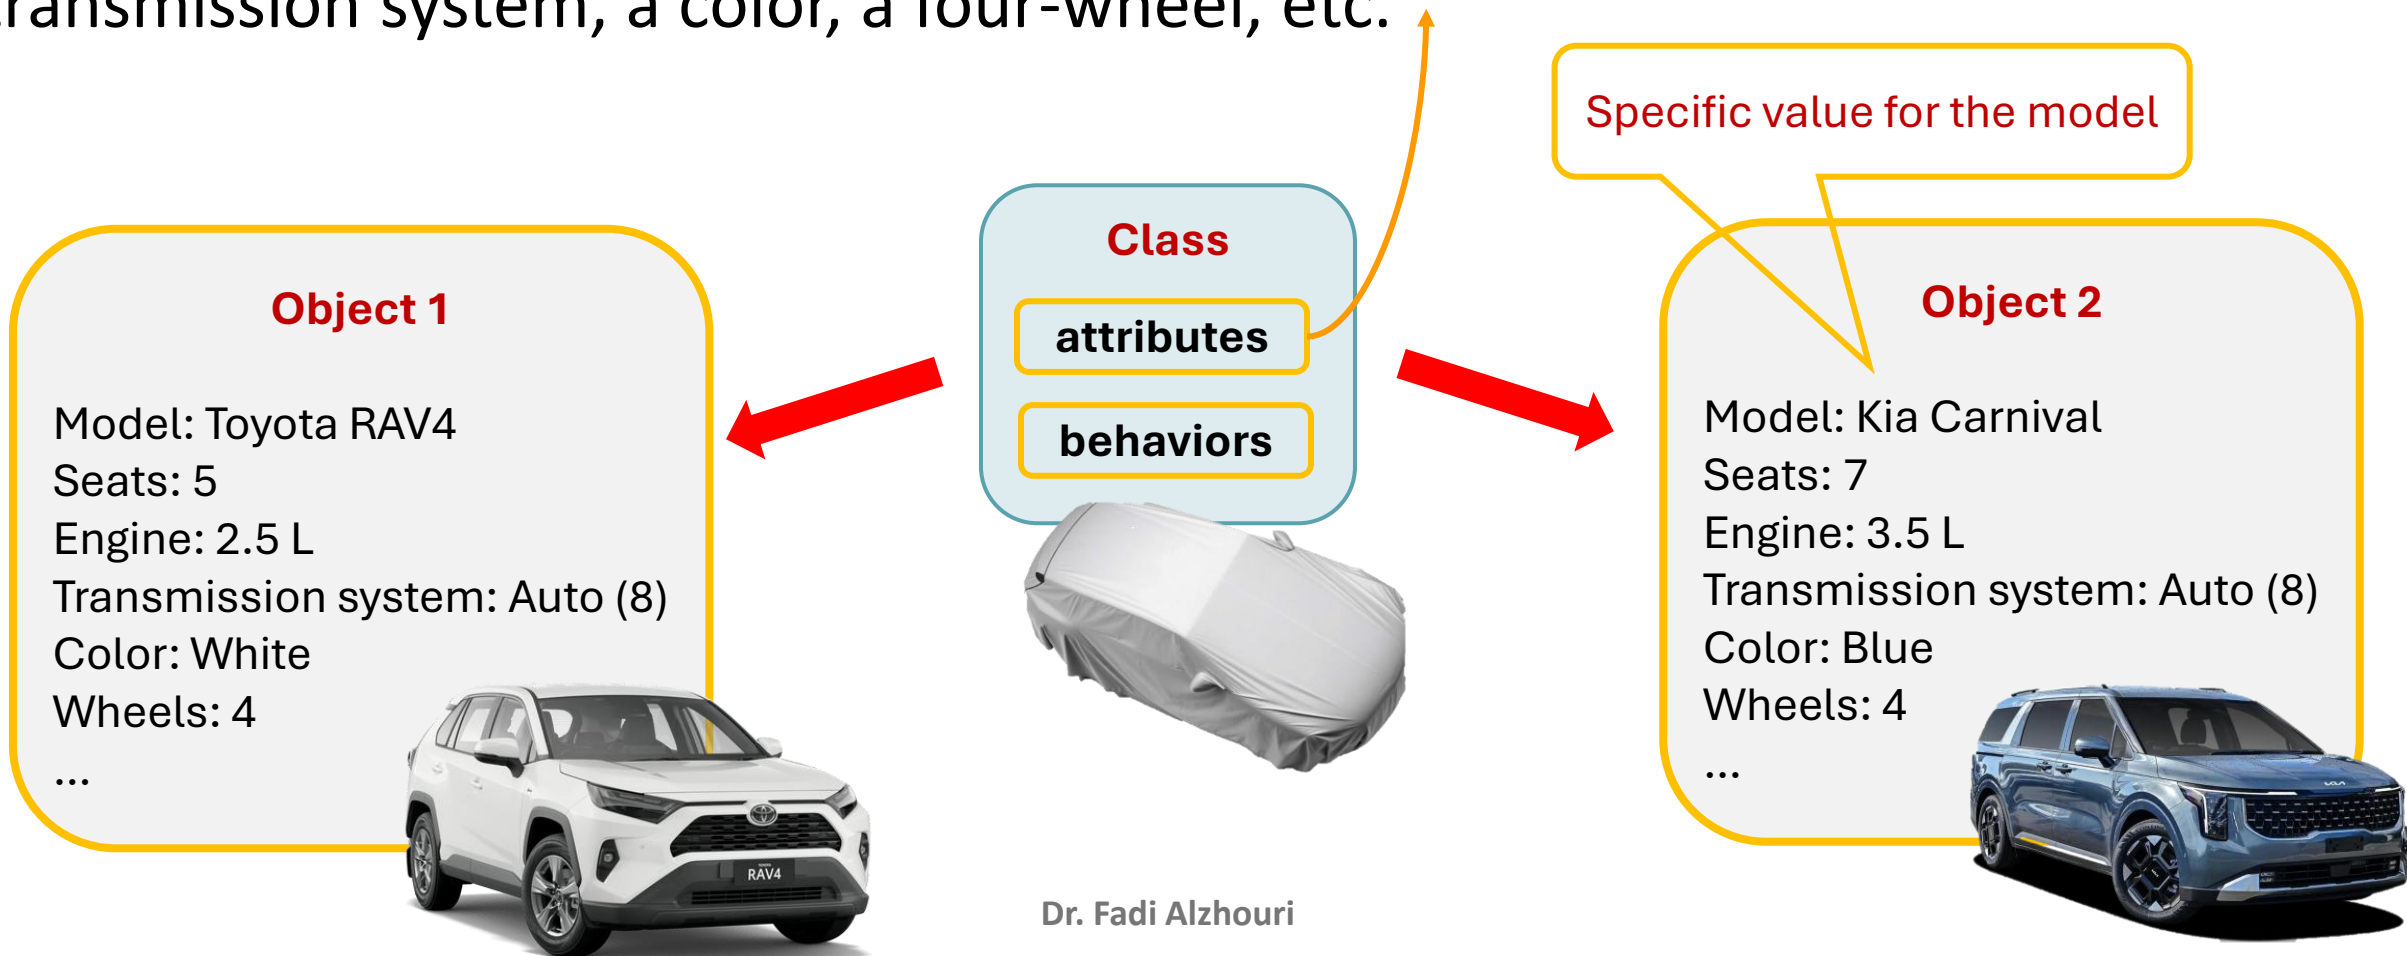 ransmission system, a color, a four-wheel, etc.
Specific value for the model
Class
attributes
behaviors
Object 1
Model: Toyota RAV4
Seats: 5
Engine: 2.5 L
Transmission system: Auto (8)
Color: White
Wheels: 4
...
RAV4
Object 2
Model: Kia Carnival
Seats: 7
Engine: 3.5 L
Transmission system: Auto (8)
Color: Blue
Wheels: 4
...
KIA
Dr. Fadi Alzhouri